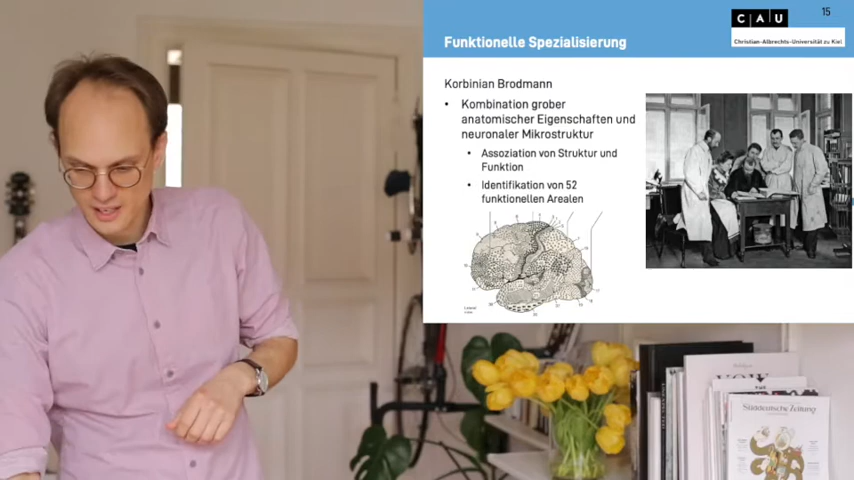 Funktionelle Spezialisierung
CAU
Christian-Albrechts-Universität zu Kiel
15
Korbinian Brodmann
• Kombination grober
anatomischer Eigenschaften und
neuronaler Mikrostruktur
• Assoziation von Struktur und
Funktion
• Identifikation von 52
funktionellen Arealen
Süddeutsche Zeitung